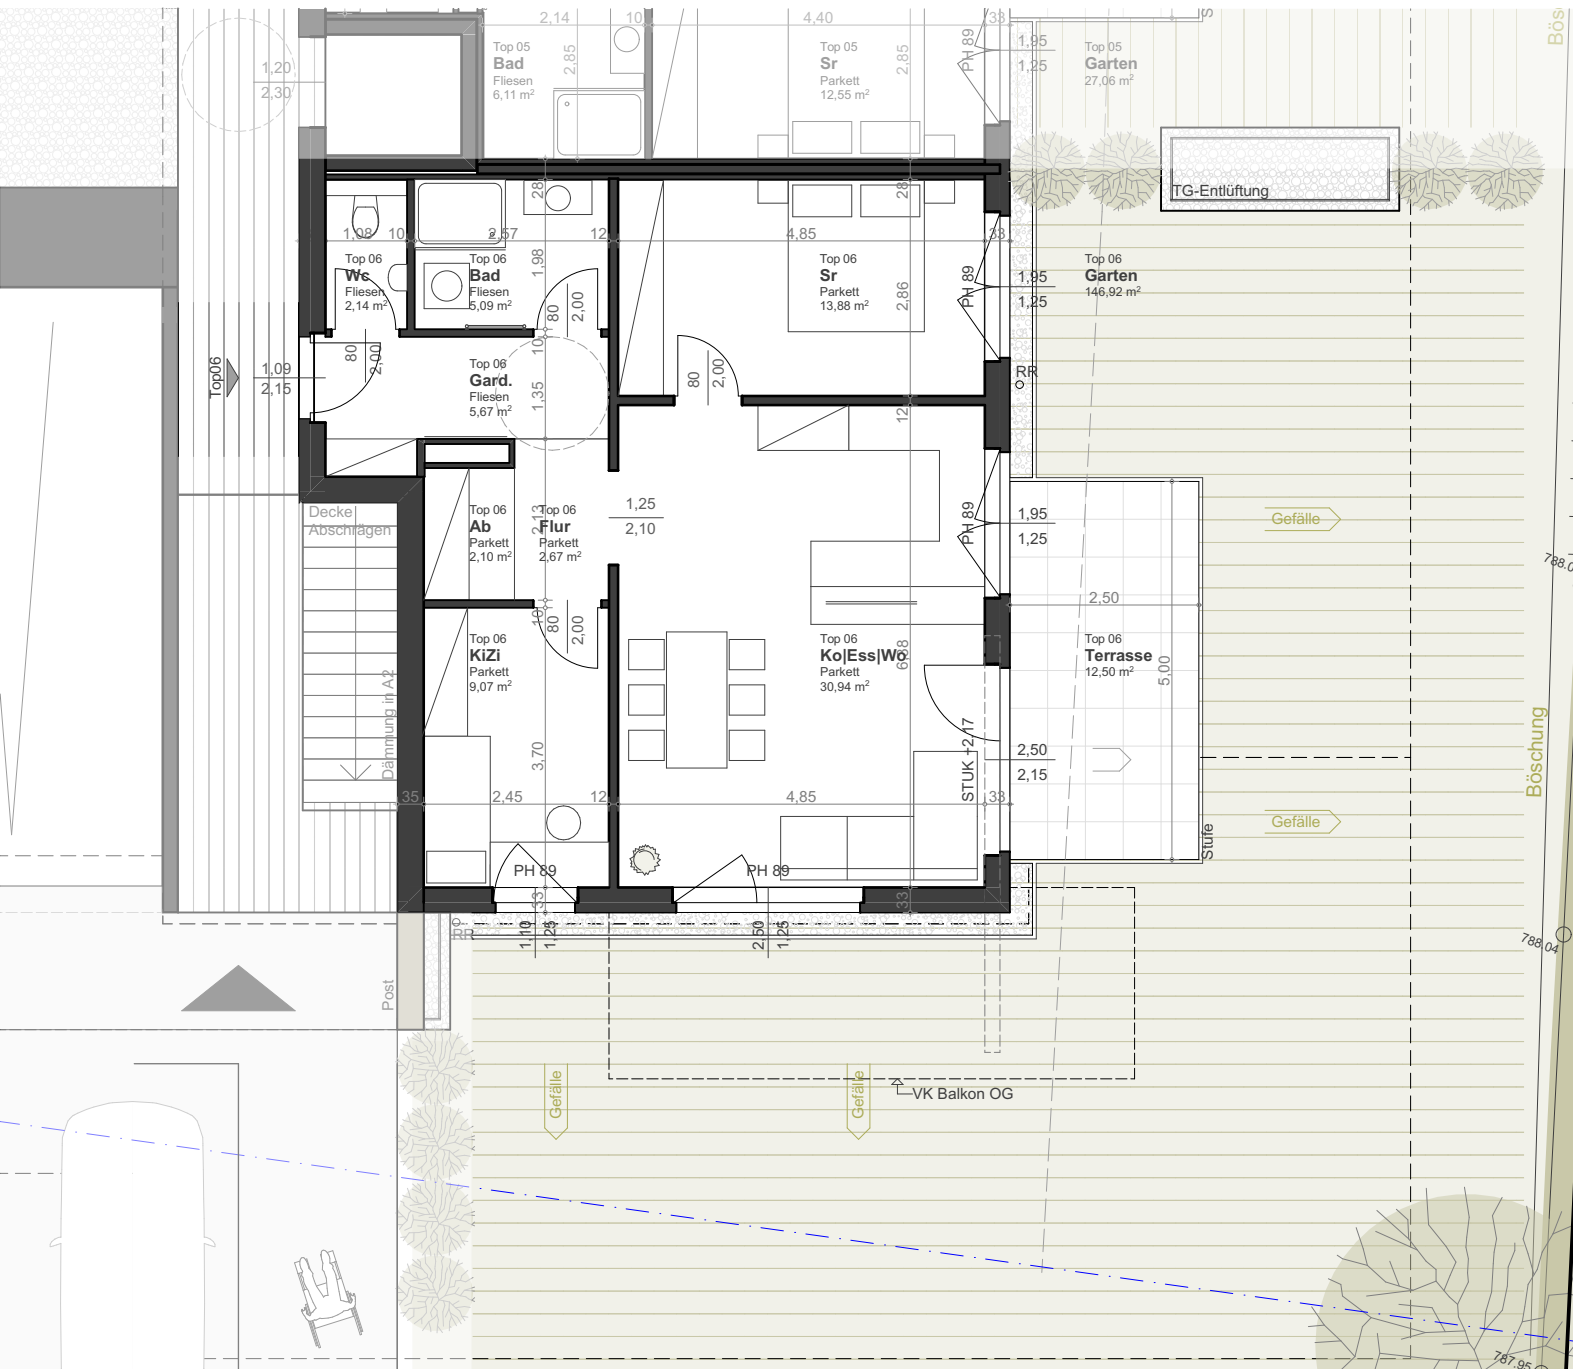 2,14
10
4,40
33
S
Bös
1,20
2,30
Top 05
Bad
Fliesen
6,11 m²
2,85
Top 05
Sr
Parkett
12,55 m²
2,85
PH 89
1,95
1,25
Top 05
Garten
27,06 m²
TG-Entlüftung
28
28
1,08
10
2,57
12
4,85
33
Top 06
Wc
Fliesen
2,14 m²
Top 06
Bad
Fliesen
5,09 m²
1,98
80
2,00
Top 06
Sr
Parkett
13,88 m²
2,86
PH 89
1,95
1,25
Top 06
Garten
146,92 m²
Top06
1,09
2,15
80
2,00
10
Top 06
Gard.
Fliesen
5,67 m²
1,35
80
2,00
12
RR
Decke
Abschrägen
Top 06
Ab
Parkett
2,10 m²
2,13
Top 06
Flur
Parkett
2,67 m²
1,25
2,10
PH 89
1,95
1,25
Gefälle
788.0
2,50
10
80
2,00
Top 06
KiZi
Parkett
9,07 m²
Top 06
Ko|Ess|Wo
Parkett
30,94 m²
6,38
Top 06
Terrasse
12,50 m²
5,00
Dämmung in A2
3,70
STUK +2,17
2,50
2,15
Böschung
35
2,45
12
4,85
33
Gefälle
Stufe
PH 89
PH 89
33
33
RR
1,10
1,25
2,50
1,25
788.04
Post
Gefälle
Gefälle
VK Balkon OG
787.95